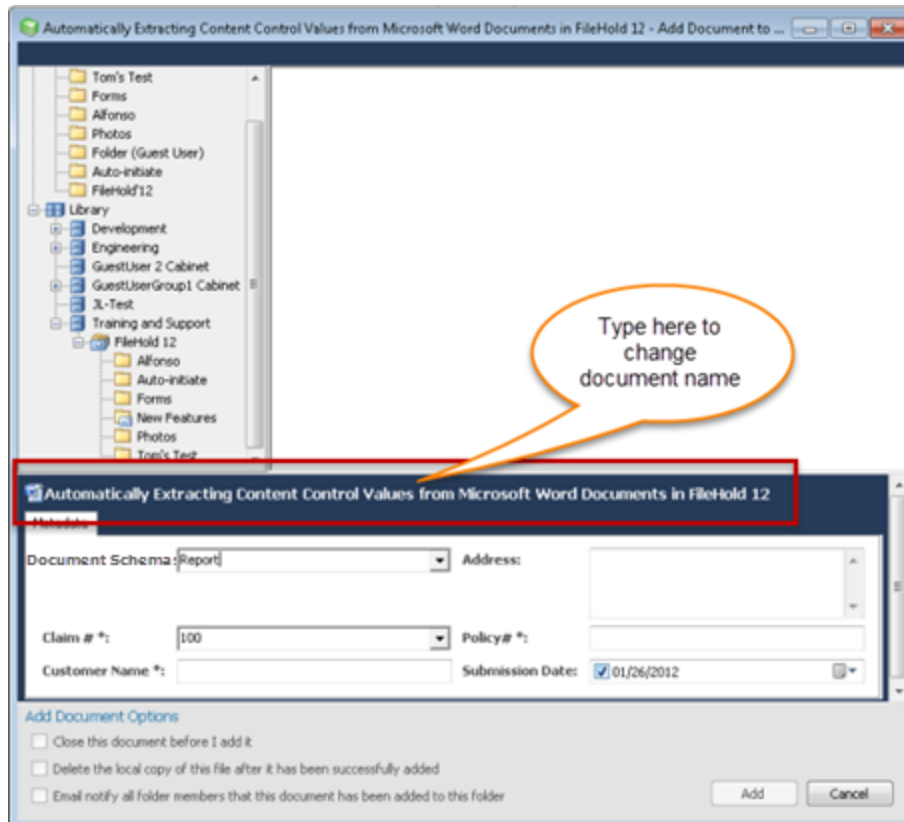 Automatically Extracting Content Control Values from Microsoft Word Documents in FileHold 12 - Add Document to ...
Tom's Test
Forms
Alfonso
Photos
Folder (Guest User)
Auto-initiate
FileHold'12
Library
Development
Engineering
GuestUser 2 Cabinet
GuestUserGroup1 Cabinet
JL-Test
Training and Support
FileHold 12
Alfonso
Auto-initiate
Forms
New Features
Photos
Tom's Test
Type here to
change
document name
Automatically Extracting Content Control Values from Microsoft Word Documents in FileHold 12
Metadata
Document Schema: Report Address:
Claim # *: 100 Policy# *:
Customer Name *: Submission Date: 01/26/2012
Add Document Options
Close this document before I add it
Delete the local copy of this file after it has been successfully added
Email notify all folder members that this document has been added to this folder
Add Cancel